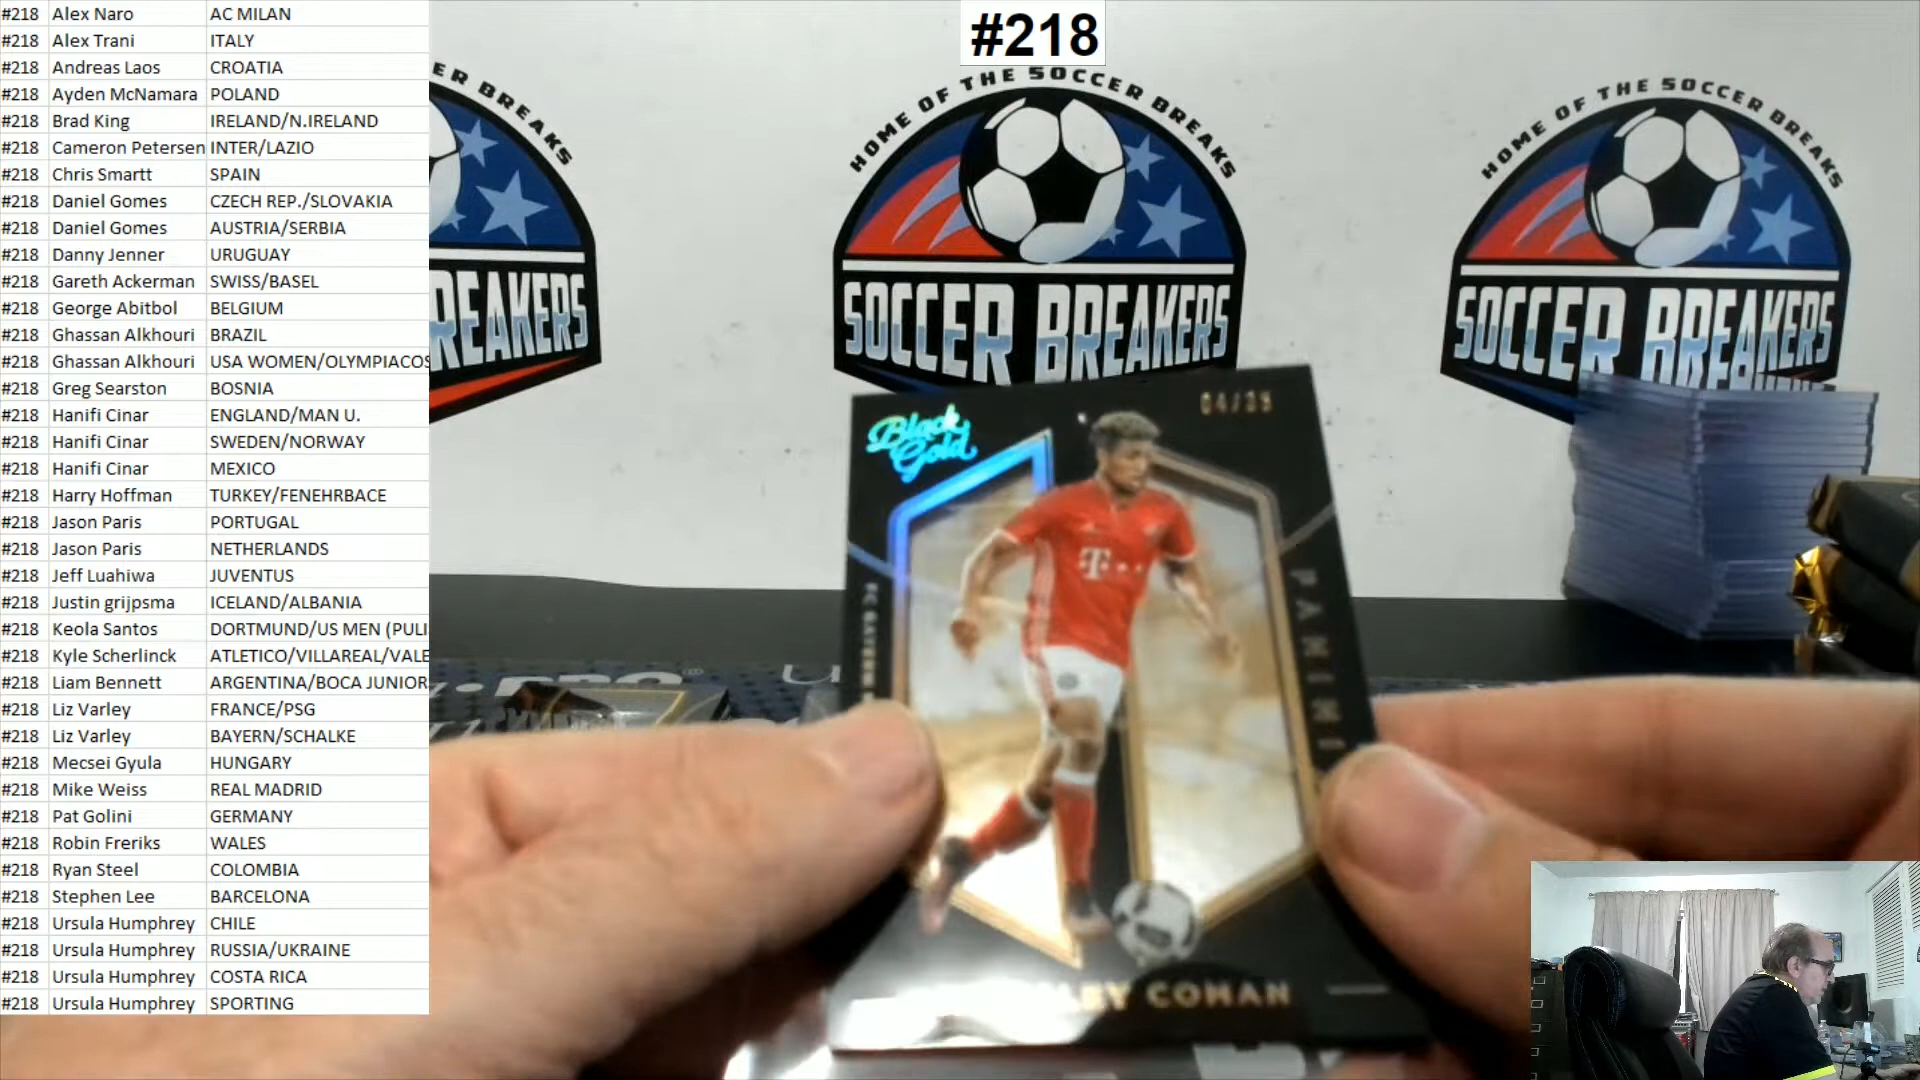 #218 Alex Naro AC MILAN
#218 Alex Trani ITALY
#218 Andreas Laos CROATIA
#218 Ayden McNamara POLAND
#218 Brad King IRELAND/N.IRELAND
#218 Cameron Petersen INTER/LAZIO
#218 Chris Smartt SPAIN
#218 Daniel Gomes CZECH REP./SLOVAKIA
#218 Daniel Gomes AUSTRIA/SERBIA
#218 Danny Jenner URUGUAY
#218 Gareth Ackerman SWISS/BASEL
#218 George Abitbol BELGIUM
#218 Ghassan Alkhouri BRAZIL
#218 Ghassan Alkhouri USA WOMEN/OLYMPIACOS
#218 Greg Searston BOSNIA
#218 Hanifi Cinar ENGLAND/MAN U.
#218 Hanifi Cinar SWEDEN/NORWAY
#218 Hanifi Cinar MEXICO
#218 Harry Hoffman TURKEY/FENEHRBACE
#218 Jason Paris PORTUGAL
#218 Jason Paris NETHERLANDS
#218 Jeff Luahiwa JUVENTUS
#218 Justin grijpsma ICELAND/ALBANIA
#218 Keola Santos DORTMUND/US MEN (PULI
#218 Kyle Scherlinck ATLETICO/VILLAREAL/VALE
#218 Liam Bennett ARGENTINA/BOCA JUNIOR
#218 Liz Varley FRANCE/PSG
#218 Liz Varley BAYERN/SCHALKE
#218 Mecsei Gyula HUNGARY
#218 Mike Weiss REAL MADRID
#218 Pat Golini GERMANY
#218 Robin Freriks WALES
#218 Ryan Steel COLOMBIA
#218 Stephen Lee BARCELONA
#218 Ursula Humphrey CHILE
#218 Ursula Humphrey RUSSIA/UKRAINE
#218 Ursula Humphrey COSTA RICA
#218 Ursula Humphrey SPORTING
#218
ER BREAKS
REAKERS
HOME OF THE SOCCER BREAKS
SOCCER BREAKERS
HOME OF THE SOCCER BREAKS
SOCCER BREAKERS
Black
Gold
T
FC BAYERN
PANINI
COMAN